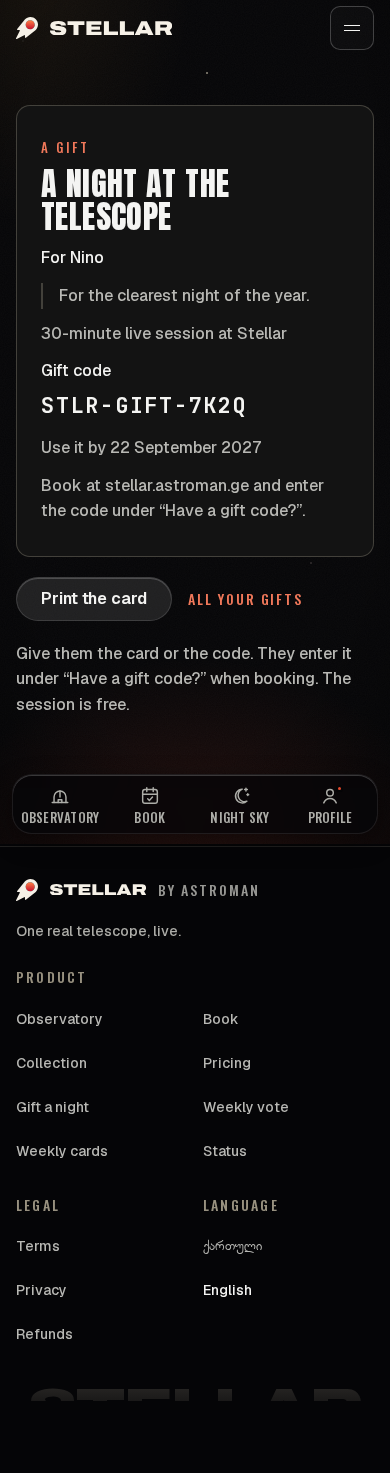 STELLAR
A GIFT
A NIGHT AT THE
TELESCOPE
For Nino
For the clearest night of the year.
30-minute live session at Stellar
Gift code
STLR-GIFT-7K2Q
Use it by 22 September 2027
Book at stellar.astroman.ge and enter
the code under “Have a gift code?”.
Print the card
ALL YOUR GIFTS
Give them the card or the code. They enter it
under “Have a gift code?” when booking. The
session is free.
OBSERVATORY BOOK NIGHT SKY PROFILE
STELLAR BY ASTROMAN
One real telescope, live.
PRODUCT
Observatory Book
Collection Pricing
Gift a night Weekly vote
Weekly cards Status
LEGAL LANGUAGE
Terms ქართული
Privacy English
Refunds
STELLAR